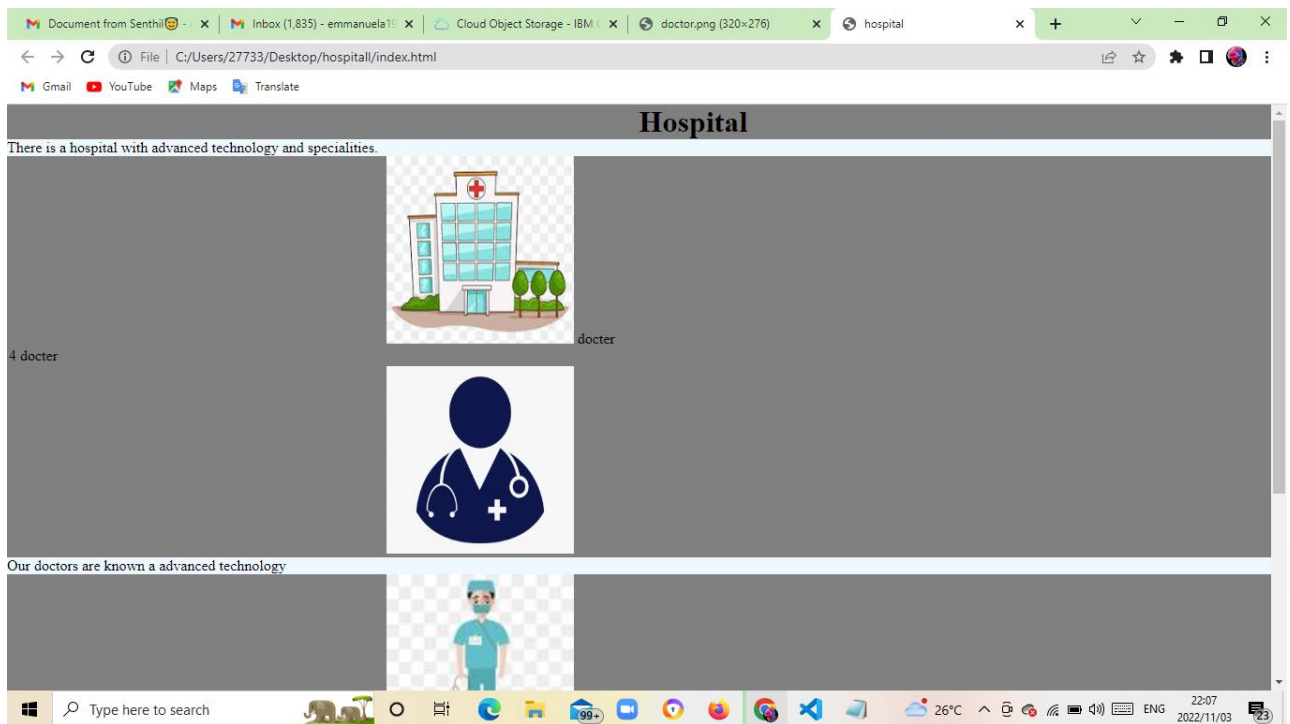 Document from Senthil😇 -
Inbox (1,835) - emmanuela19
Cloud Object Storage - IBM C
doctor.png (320×276)
hospital
File | C:/Users/27733/Desktop/hospitall/index.html
Gmail YouTube Maps Translate
Hospital
There is a hospital with advanced technology and specialities.
docter
4 docter
Our doctors are known a advanced technology
Type here to search
99+
26°C
ENG
22:07
2022/11/03
23